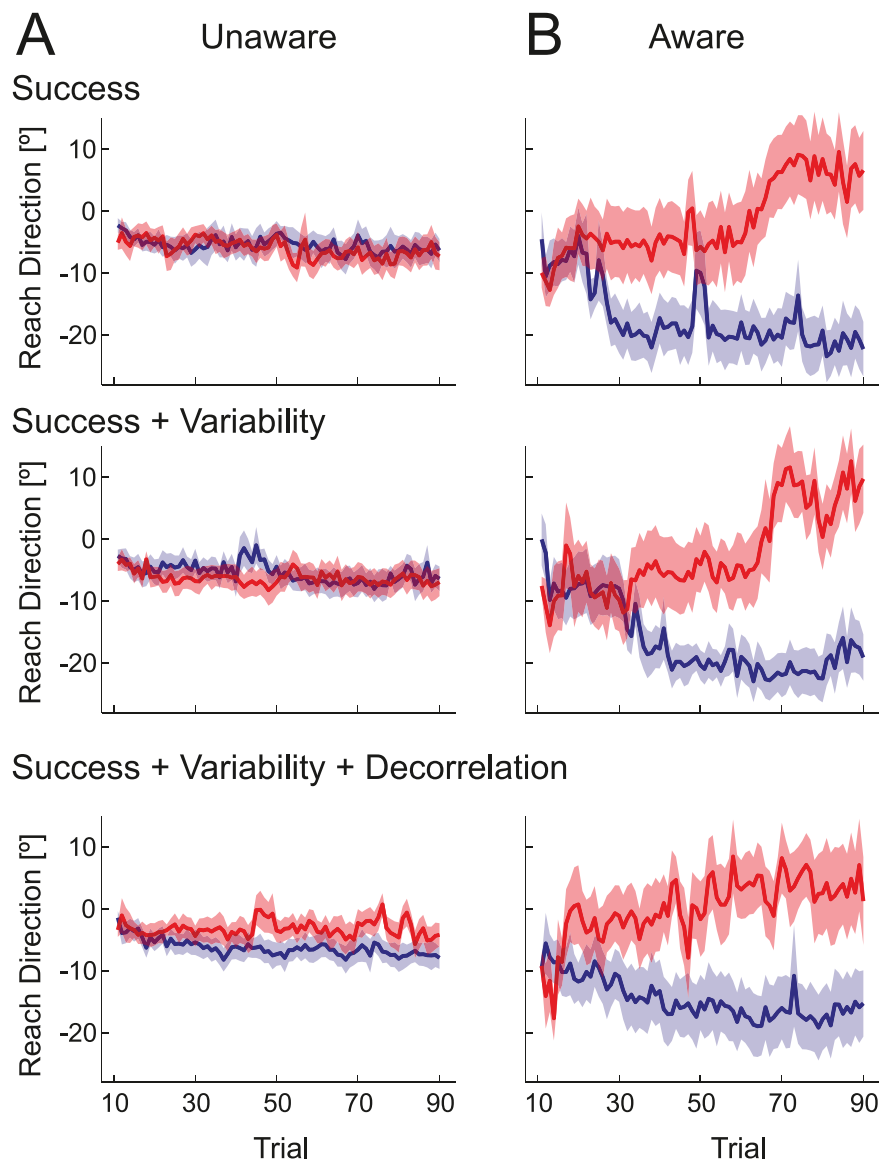 A Unaware B Aware
Success
Reach Direction [º]
10
0
-10
-20
Success + Variability
Reach Direction [º]
10
0
-10
-20
Success + Variability + Decorrelation
Reach Direction [º]
10
0
-10
-20
10 30 50 70 90 10 30 50 70 90
Trial Trial